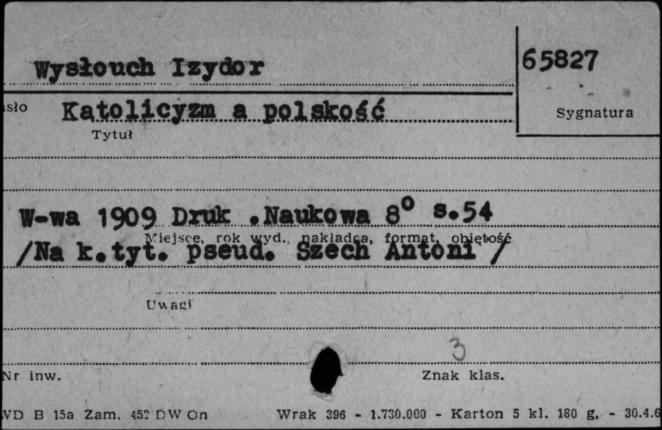 Wysłouch Izydor
65827
Katolicyzm a polskość
Sygnatura
Tytuł
W-wa 1909 Druk .Naukowa 8° s.54
Miejsce, rok wyd., nakładca, format, objętość
/Na k.tyt. pseud. Szech Antoni /
Uwagi
3
Nr inw.
Znak klas.
VD B 15a Zam. 452 DW On Wrak 396 - 1.730.000 - Karton 5 kl. 180 g. - 30.4.6